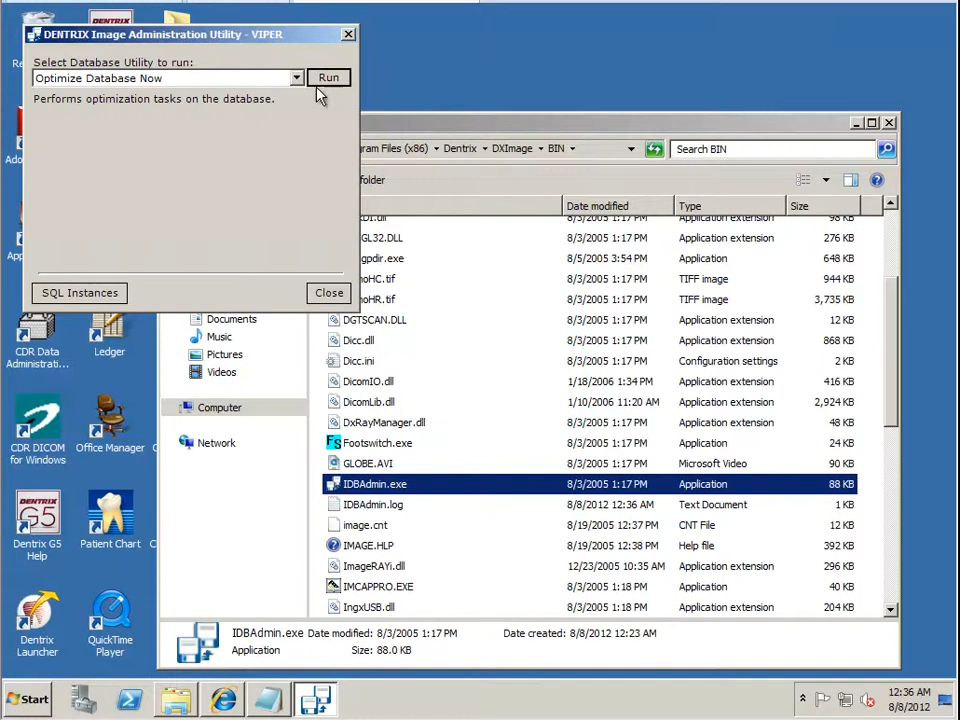 DENTRIX Image Administration Utility - VIPER
Select Database Utility to run:
Optimize Database Now
Run
Performs optimization tasks on the database.
SQL Instances
Close
gram Files (x86)
Dentrix
DXImage
BIN
Search BIN
folder
Date modified
Type
Size
8/3/2005 1:17 PM Application extension 98 KB
GL32.DLL 8/3/2005 1:17 PM Application extension 276 KB
gpdir.exe 8/5/2005 3:54 PM Application 648 KB
noHC.tif 8/3/2005 1:17 PM TIFF image 944 KB
noHR.tif 8/3/2005 1:17 PM TIFF image 3,735 KB
DGTSCAN.DLL 8/3/2005 1:17 PM Application extension 12 KB
Dicc.dll 8/3/2005 1:17 PM Application extension 868 KB
Dicc.ini 8/3/2005 1:17 PM Configuration settings 2 KB
DicomIO.dll 1/18/2006 1:34 PM Application extension 416 KB
DicomLib.dll 1/10/2006 11:20 AM Application extension 2,924 KB
DxRayManager.dll 8/3/2005 1:17 PM Application extension 44 KB
Footswitch.exe 8/3/2005 1:17 PM Application 24 KB
GLOBE.AVI 8/3/2005 1:17 PM Microsoft Video 90 KB
IDBAdmin.exe 8/3/2005 1:17 PM Application 88 KB
IDBAdmin.log 8/8/2012 12:36 AM Text Document 1 KB
image.cnt 8/19/2005 12:37 PM CNT File 12 KB
IMAGE.HLP 8/19/2005 12:38 PM Help file 392 KB
ImageRAYi.dll 12/23/2005 10:35 AM Application extension 296 KB
IMCAPPRO.EXE 8/3/2005 1:18 PM Application 40 KB
IngxUSB.dll 8/3/2005 1:18 PM Application extension 204 KB
Documents
Music
Pictures
Videos
Computer
Network
IDBAdmin.exe Date modified: 8/3/2005 1:17 PM Date created: 8/8/2012 12:23 AM
Application Size: 88.0 KB
CDR Data
Administrati...
Ledger
CDR DICOM
for Windows
Office Manager
Dentrix G5
Help
Patient Chart
Dentrix
Launcher
QuickTime
Player
Start
12:36 AM
8/8/2012